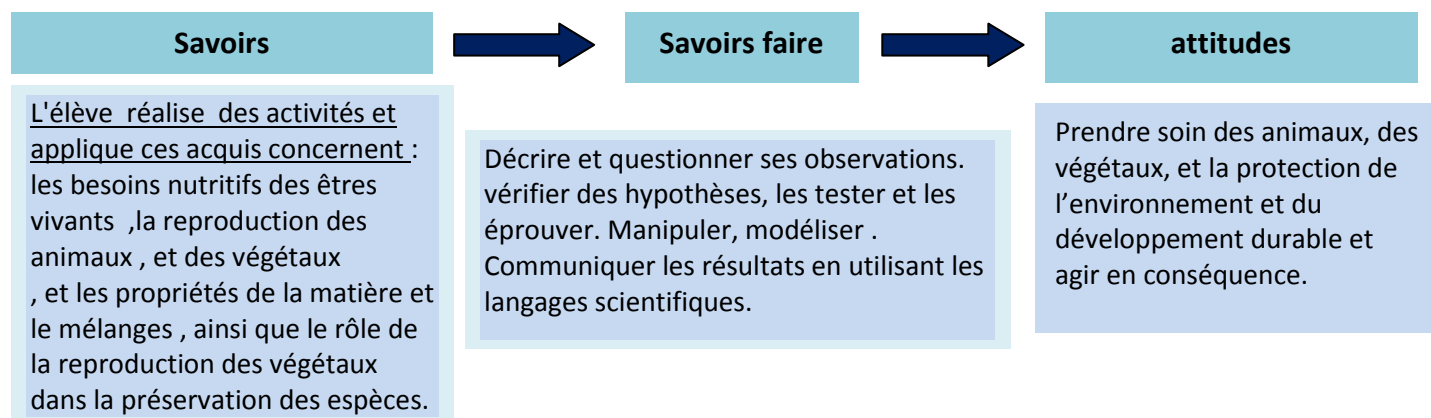 Savoirs
Savoirs faire
attitudes
L'élève réalise des activités et
applique ces acquis concernent :
les besoins nutritifs des êtres
vivants ,la reproduction des
animaux , et des végétaux
, et les propriétés de la matière et
le mélanges , ainsi que le rôle de
la reproduction des végétaux
dans la préservation des espèces.
Décrire et questionner ses observations.
vérifier des hypothèses, les tester et les
éprouver. Manipuler, modéliser .
Communiquer les résultats en utilisant les
langages scientifiques.
Prendre soin des animaux, des
végétaux, et la protection de
l’environnement et du
développement durable et
agir en conséquence.